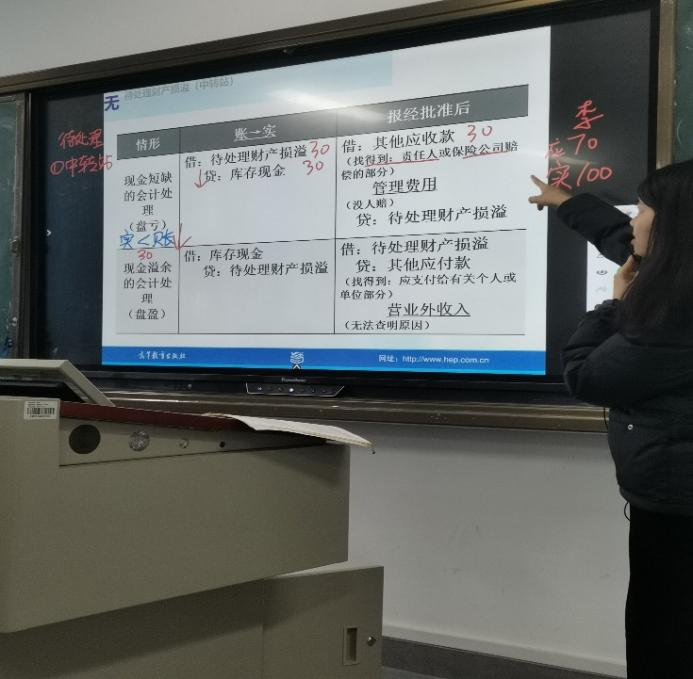 无 待处理财产损溢（中转站）
情形 账→实 报经批准后
现金短缺
的会计处
理
（盘亏）
借：待处理财产损溢 30
贷：库存现金 30
借：其他应收款 30
（找得到：责任人或保险公司赔
偿的部分）
管理费用
（没人赔）
贷：待处理财产损溢
实＜账↓
30
现金溢余
的会计处
理
（盘盈）
借：库存现金
贷：待处理财产损溢
借：待处理财产损溢
贷：其他应付款
（找得到：应支付给有关个人或
单位部分）
营业外收入
（无法查明原因）
高等教育出版社 网址：http://www.hep.com.cn
待处理
①中转站
李
应70
实100